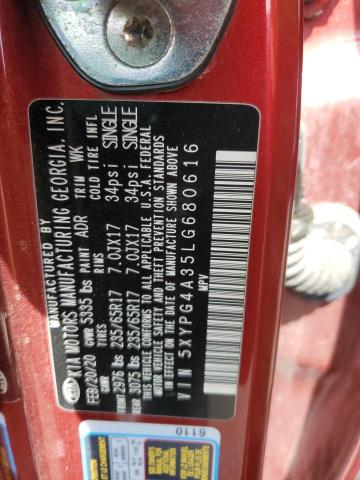 MANUFACTURED BY
KIA MOTORS MANUFACTURING GEORGIA, INC.
FEB/20/20 GVWR 5385 lbs PAINT ADR TRIM WK
GAWR TIRES RIMS COLD TIRE INFL
FRONT 2976 lbs 235/65R17 7.0JX17 34psi SINGLE
REAR 3075 lbs 235/65R17 7.0JX17 34psi SINGLE
THIS VEHICLE CONFORMS TO ALL APPLICABLE U.S.A. FEDERAL
MOTOR VEHICLE SAFETY AND THEFT PREVENTION STANDARDS
IN EFFECT ON THE DATE OF MANUFACTURE SHOWN ABOVE
VIN 5XYPG4A35LG680616
MPV
6110